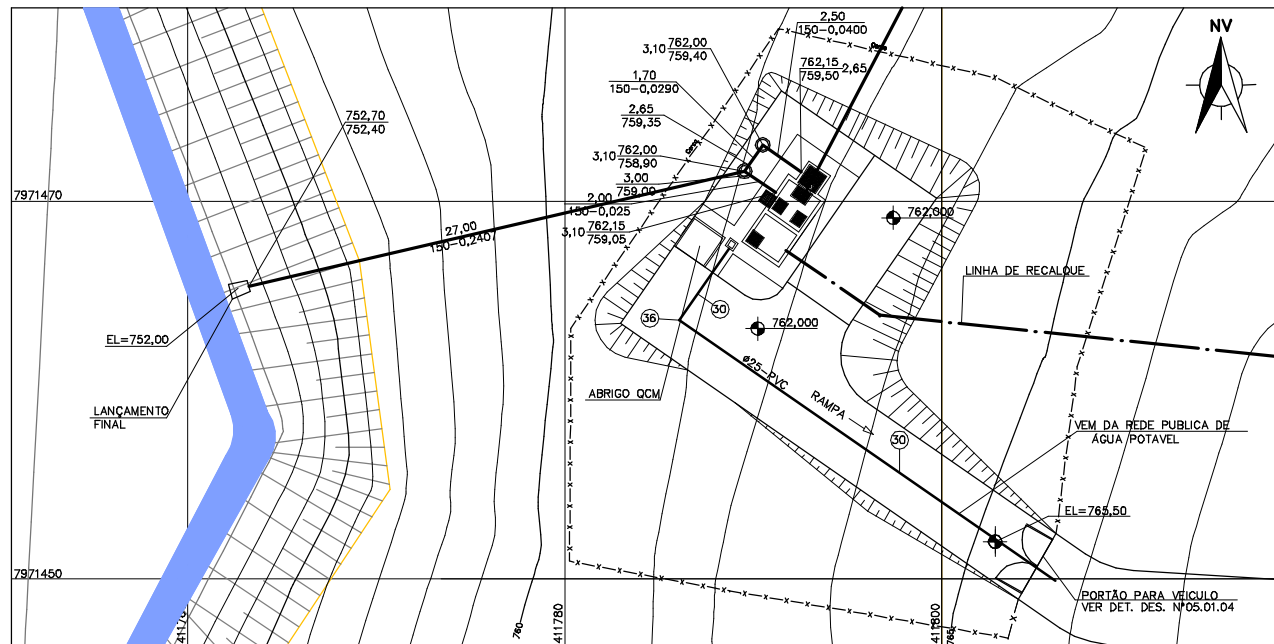 2,50
150-0,0400
NV
Cerca
3,10 762,00
759,40
762,15 2,65
759,50
1,70
150-0,0290
2,65
759,35
752,70
752,40
Cerca
3,10 762,00
758,90
3,00
759,00
7971470
2,00
150-0,025
762,000
3,10 762,15
759,05
27,00
150-0,2407
LINHA DE RECALQUE
30
36
762,000
EL=752,00
ø25-PVC
ABRIGO QCM
RAMPA
LANÇAMENTO
FINAL
VEM DA REDE PUBLICA DE
ÁGUA POTAVEL
30
EL=765,50
7971450
PORTÃO PARA VEICULO
VER DET. DES. Nº05.01.04
411780
411800
760
765